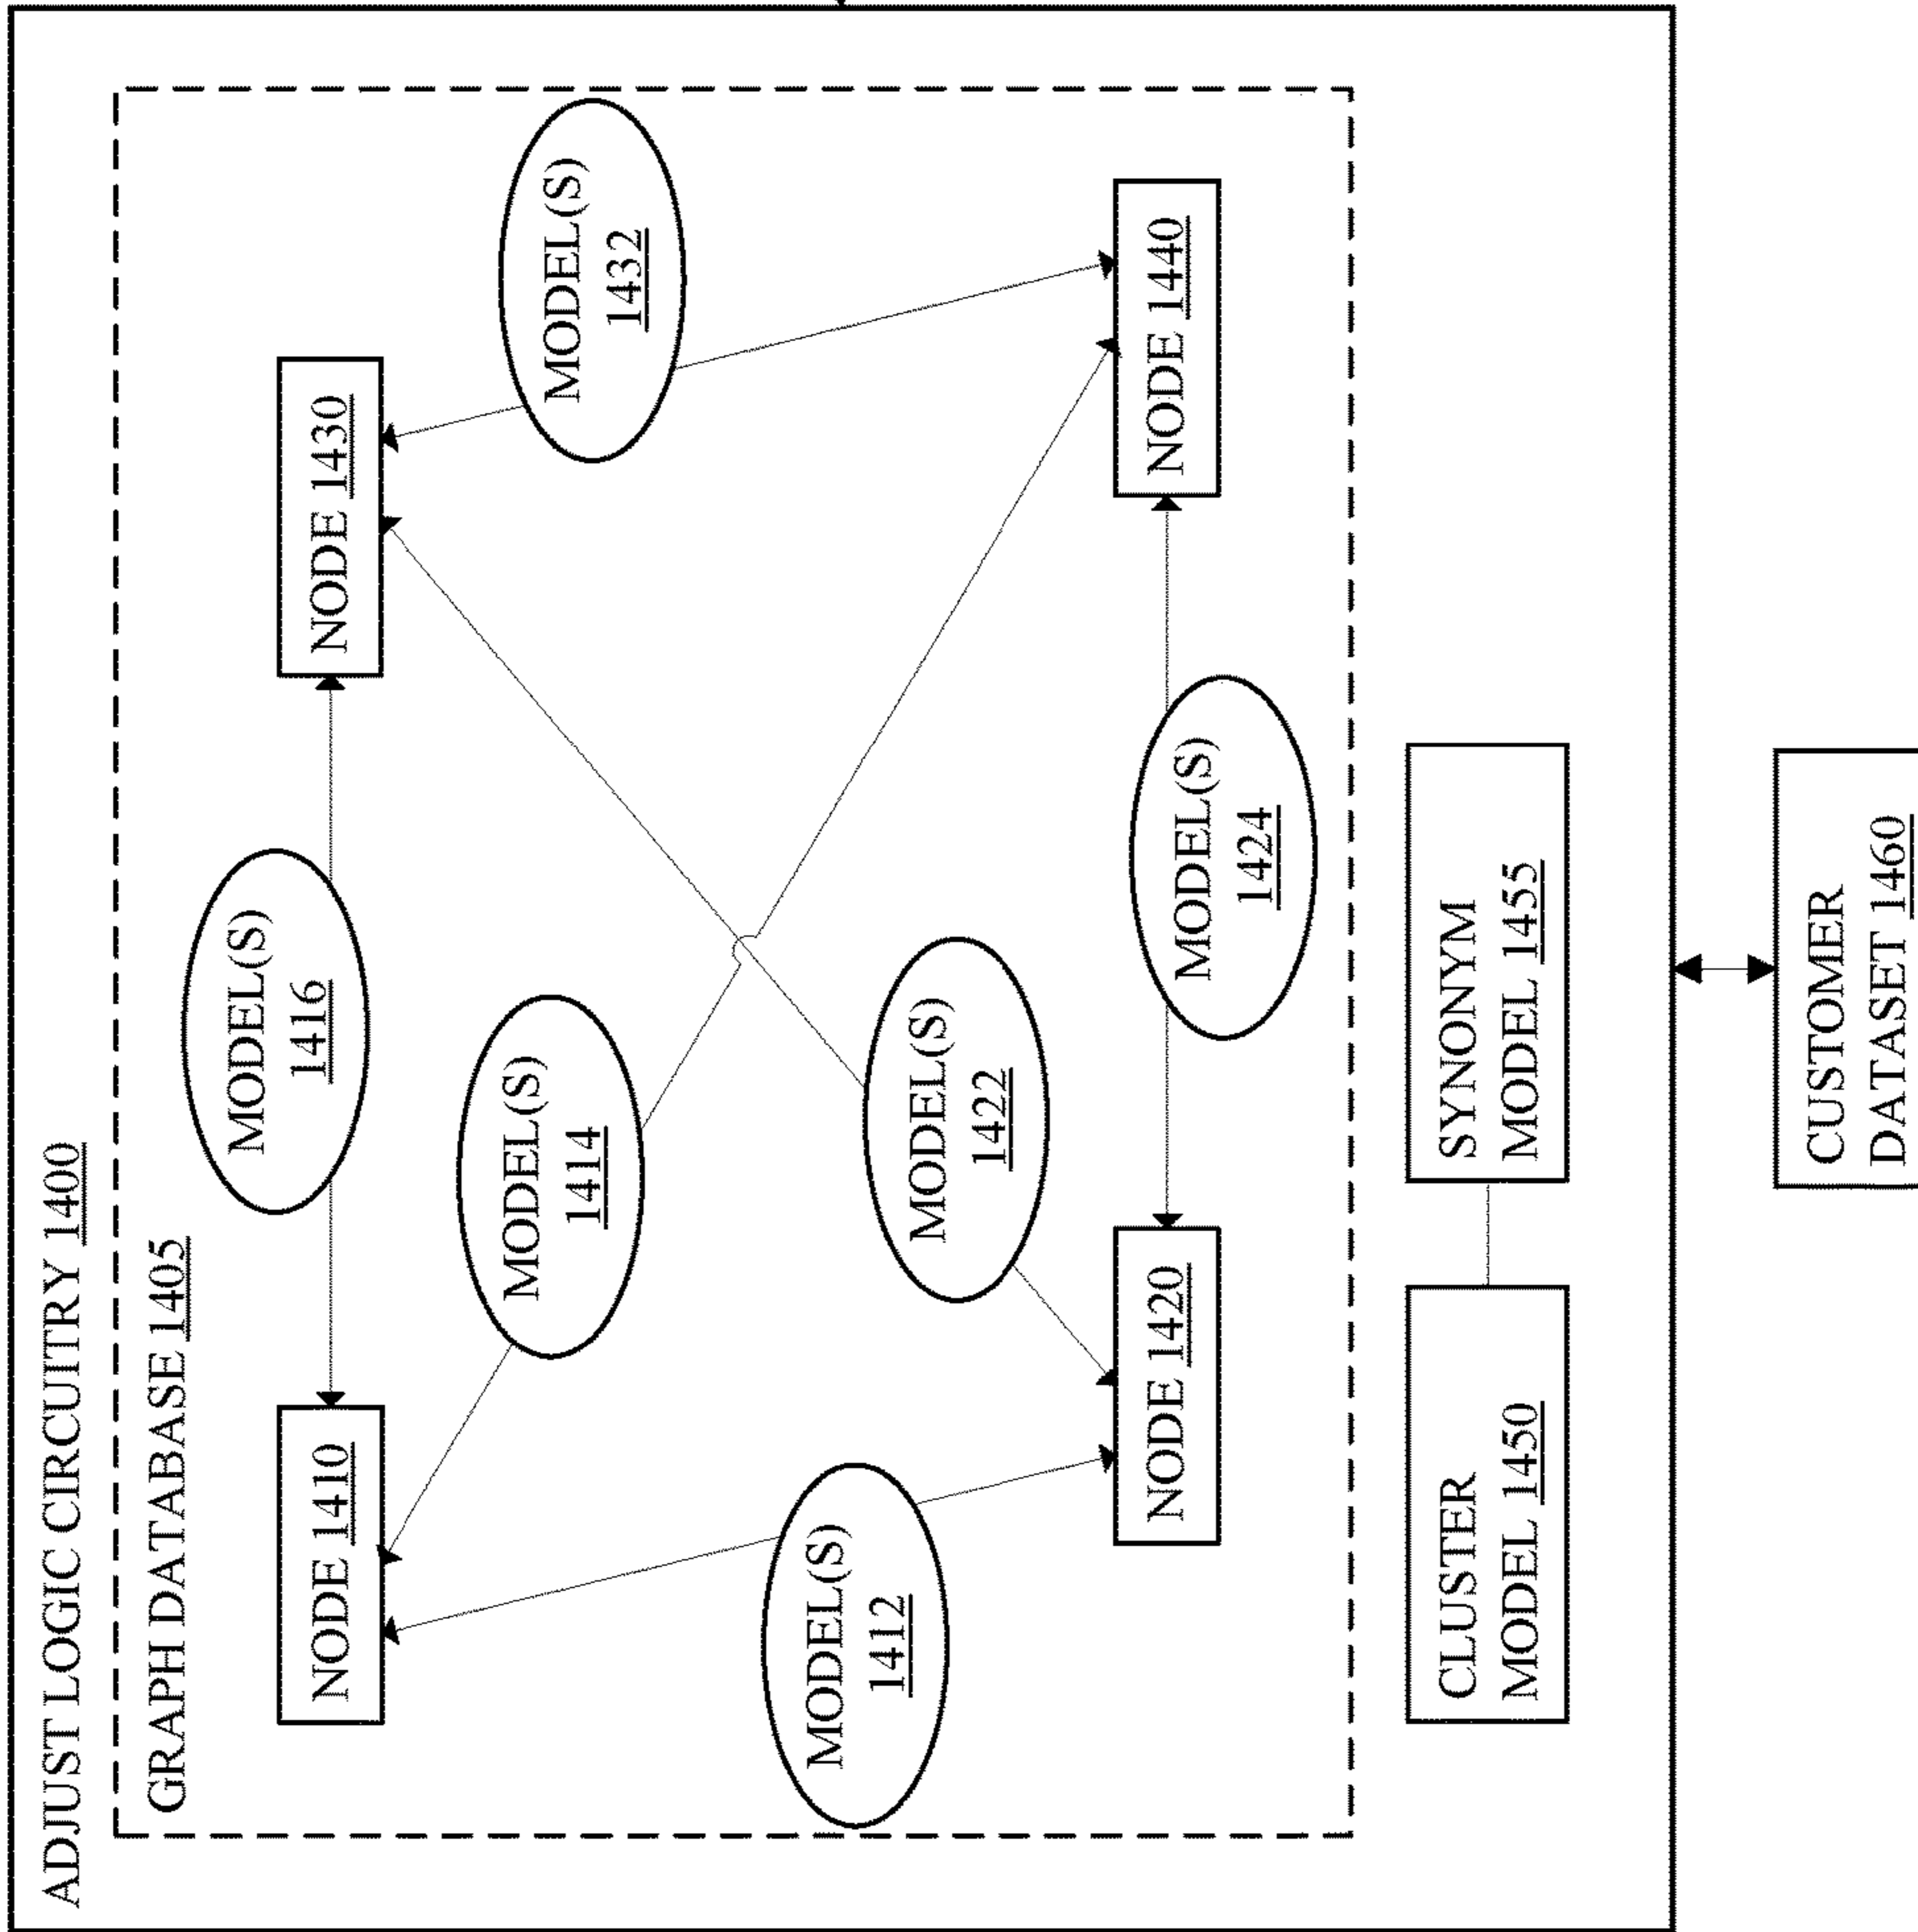 ADJUST LOGIC CIRCUITRY 1400
GRAPH DATABASE 1405
MODEL(S)
1416
NODE 1410
NODE 1430
MODEL(S)
1414
MODEL(S)
1432
MODEL(S)
1412
MODEL(S)
1422
NODE 1420
NODE 1440
MODEL(S)
1424
CLUSTER
MODEL 1450
SYNONYM
MODEL 1455
CUSTOMER
DATASET 1460